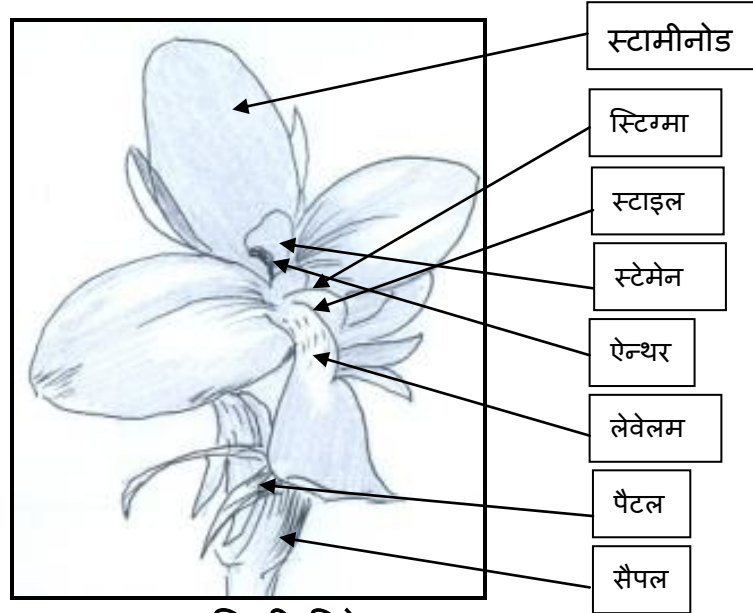 स्टामीनोड
स्टिग्मा
स्टाइल
स्टेमेन
ऐन्थर
लेवेलम
पैटल
सैपल